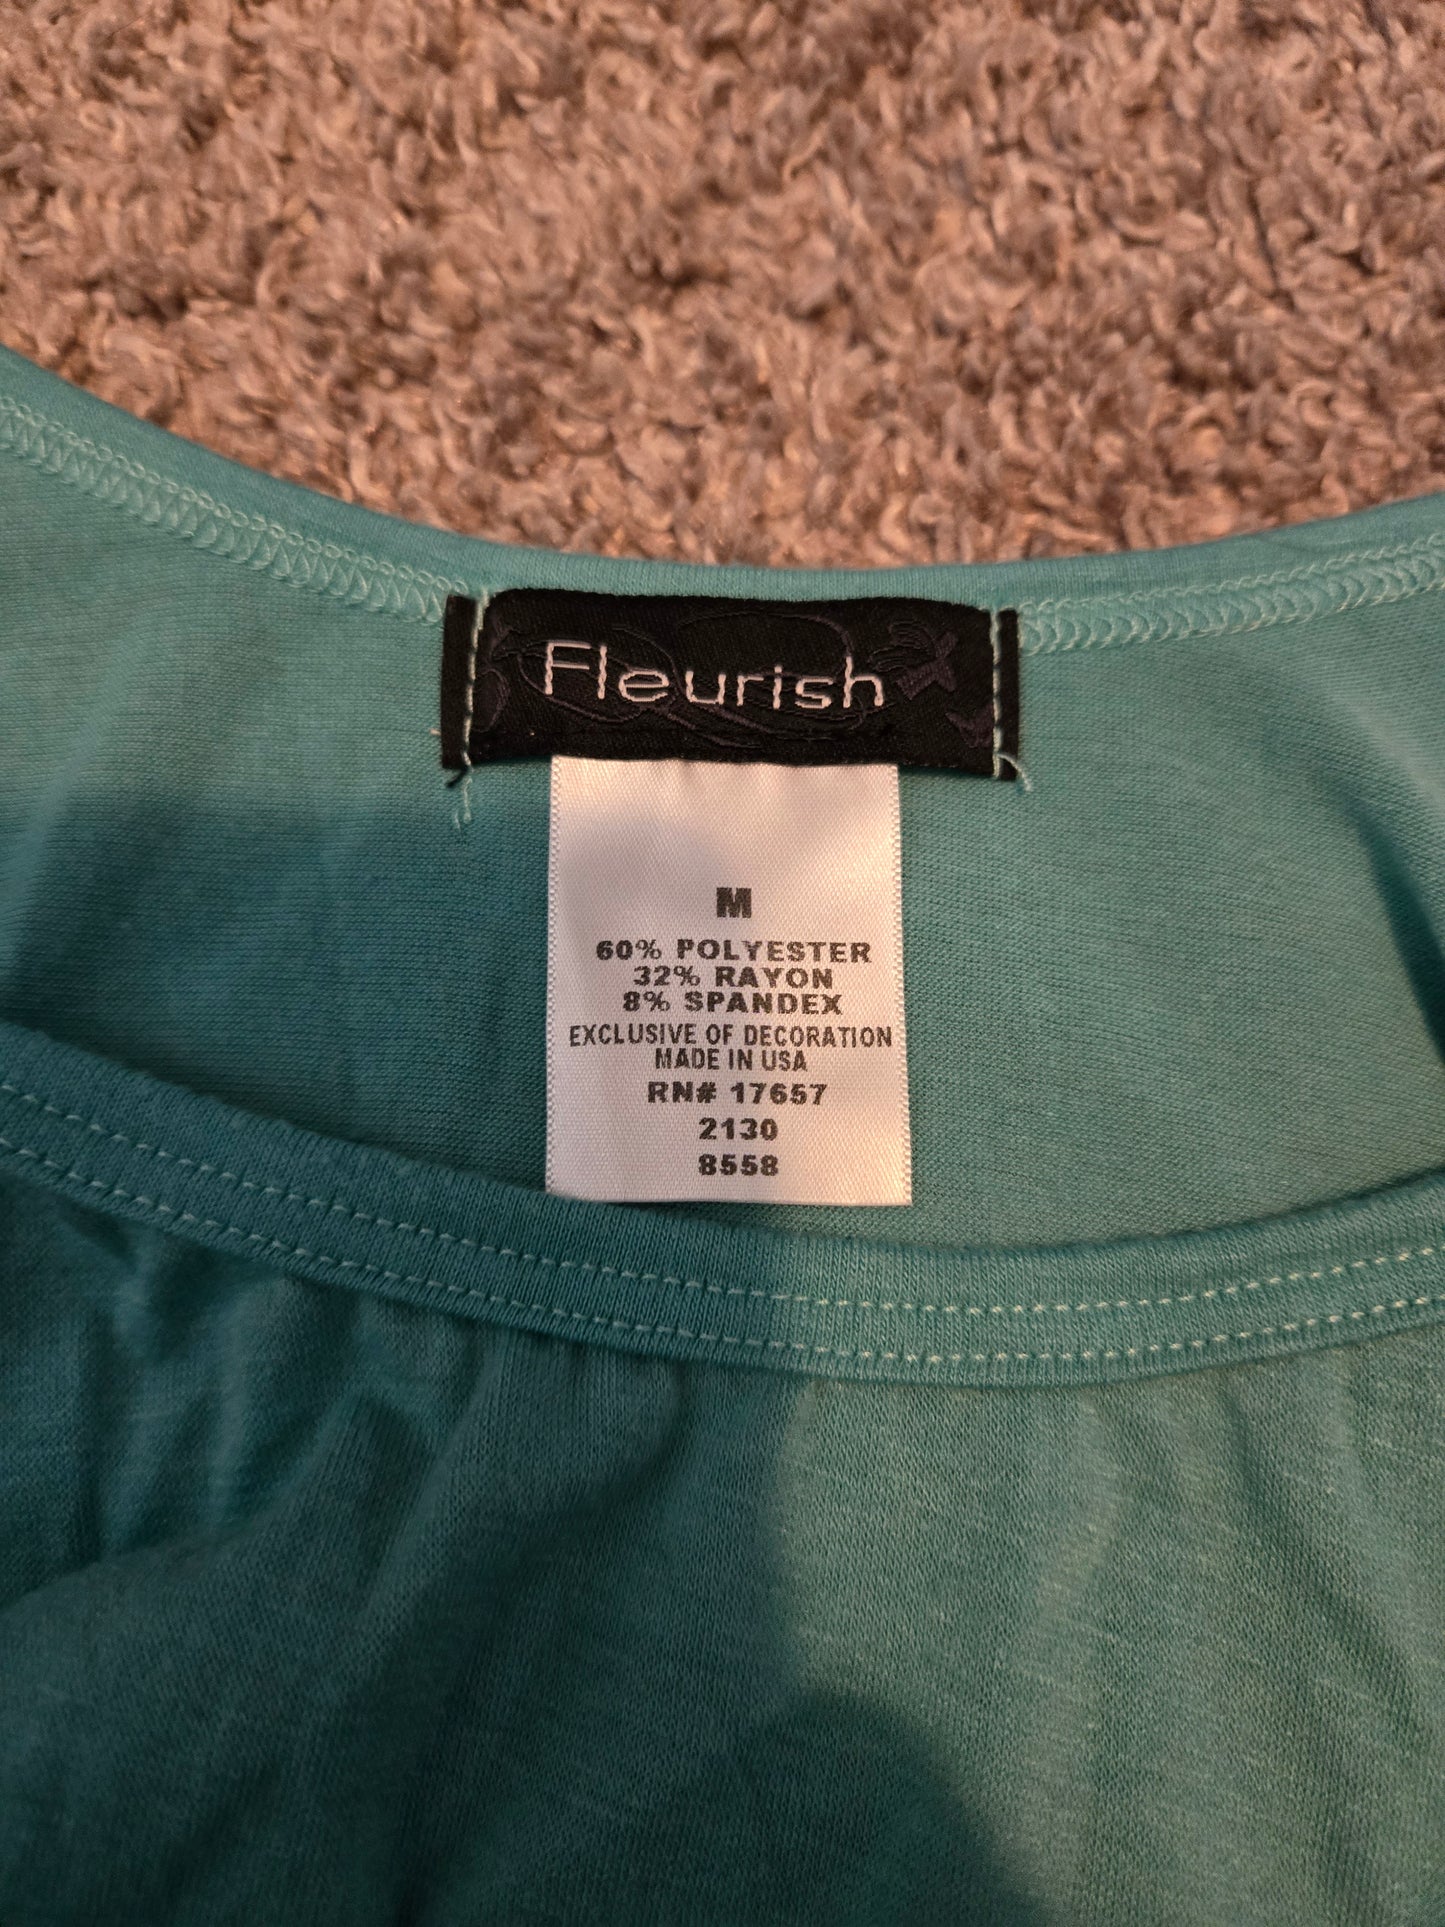 Fleurish
M
60% POLYESTER
32% RAYON
8% SPANDEX
EXCLUSIVE OF DECORATION
MADE IN USA
RN# 17657
2130
8558